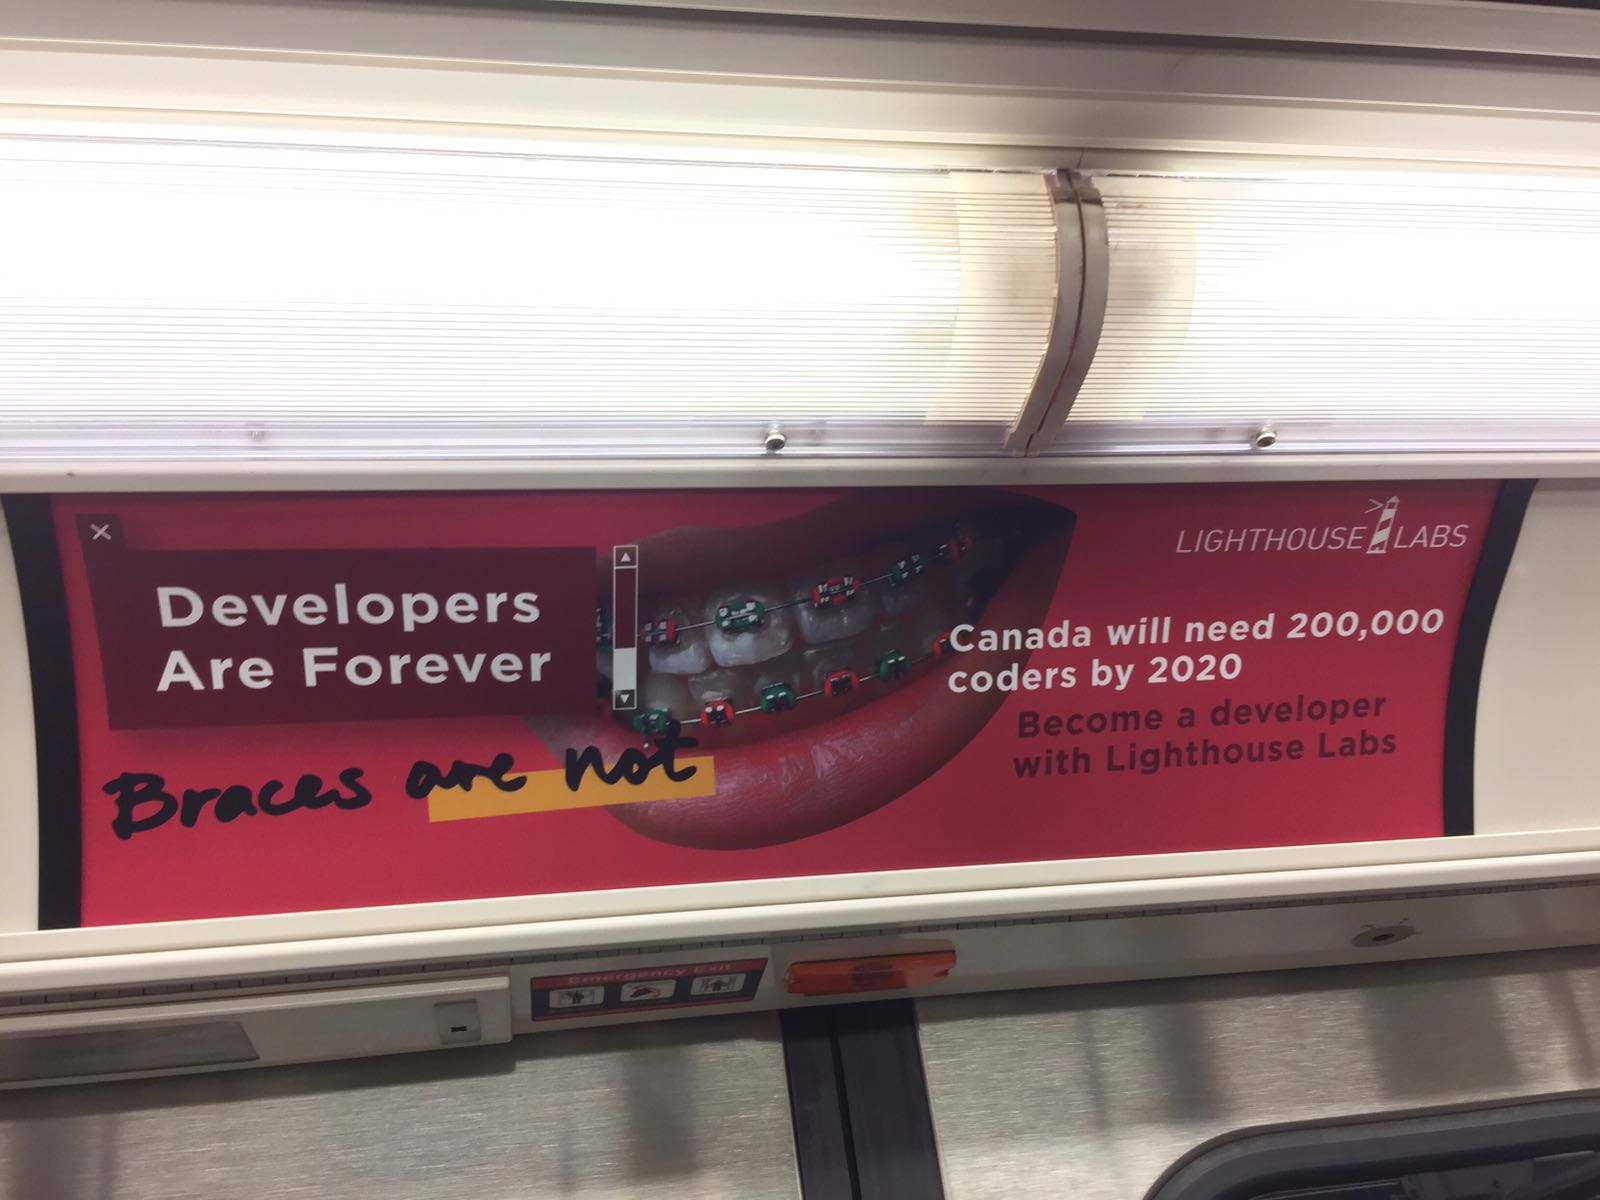 Developers
Are Forever
Braces are not
LIGHTHOUSE LABS
Canada will need 200,000
coders by 2020
Become a developer
with Lighthouse Labs
Emergency Exit